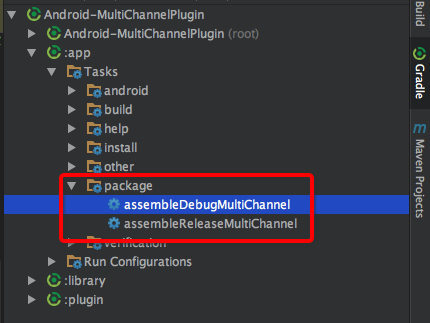 Android-MultiChannelPlugin
Android-MultiChannelPlugin (root)
:app
Tasks
android
build
help
install
other
package
assembleDebugMultiChannel
assembleReleaseMultiChannel
verification
Run Configurations
:library
:plugin
Build
Gradle
Maven Projects